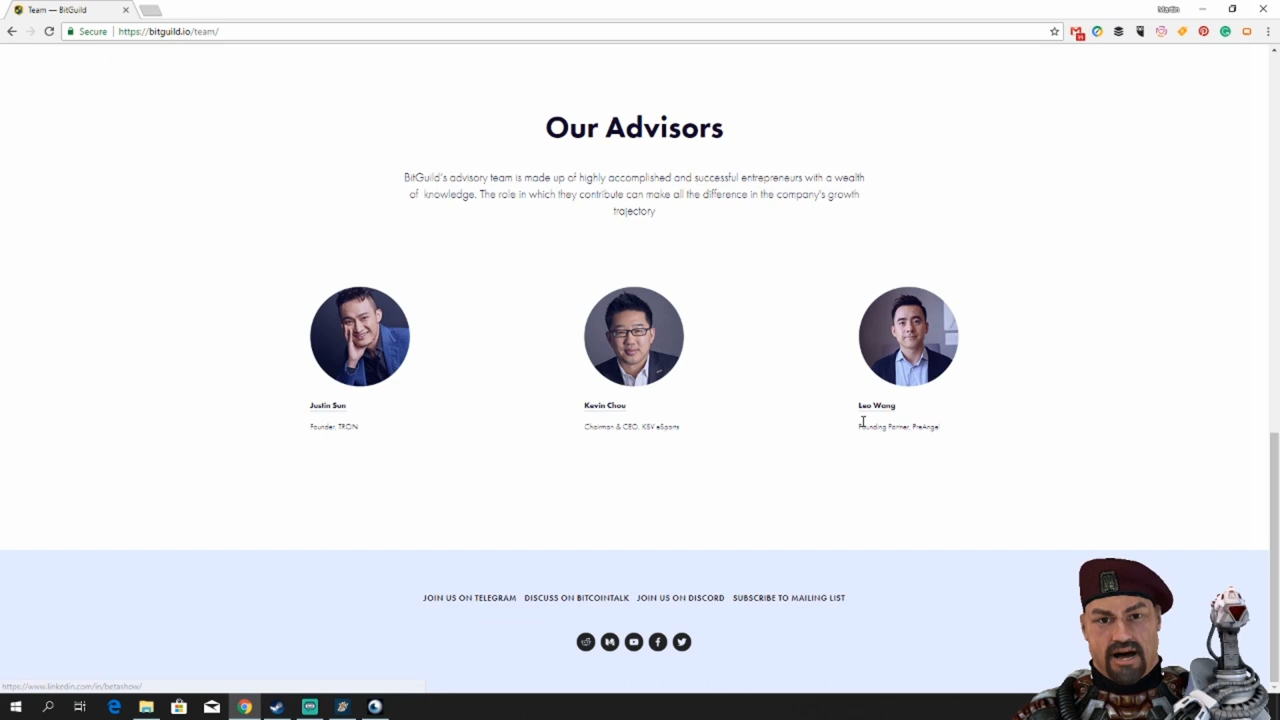 Team — BitGuild
Martin
Secure
https://bitguild.io/team/
Our Advisors
BitGuild's advisory team is made up of highly accomplished and successful entrepreneurs with a wealth
of knowledge. The role in which they contribute can make all the difference in the company's growth
trajectory
Justin Sun
Kevin Chou
Leo Wang
Founder, TRON
Chairman & CEO, KSV eSports
Founding Partner, PreAngel
JOIN US ON TELEGRAM DISCUSS ON BITCOINTALK JOIN US ON DISCORD SUBSCRIBE TO MAILING LIST
https://www.linkedin.com/in/betashow/